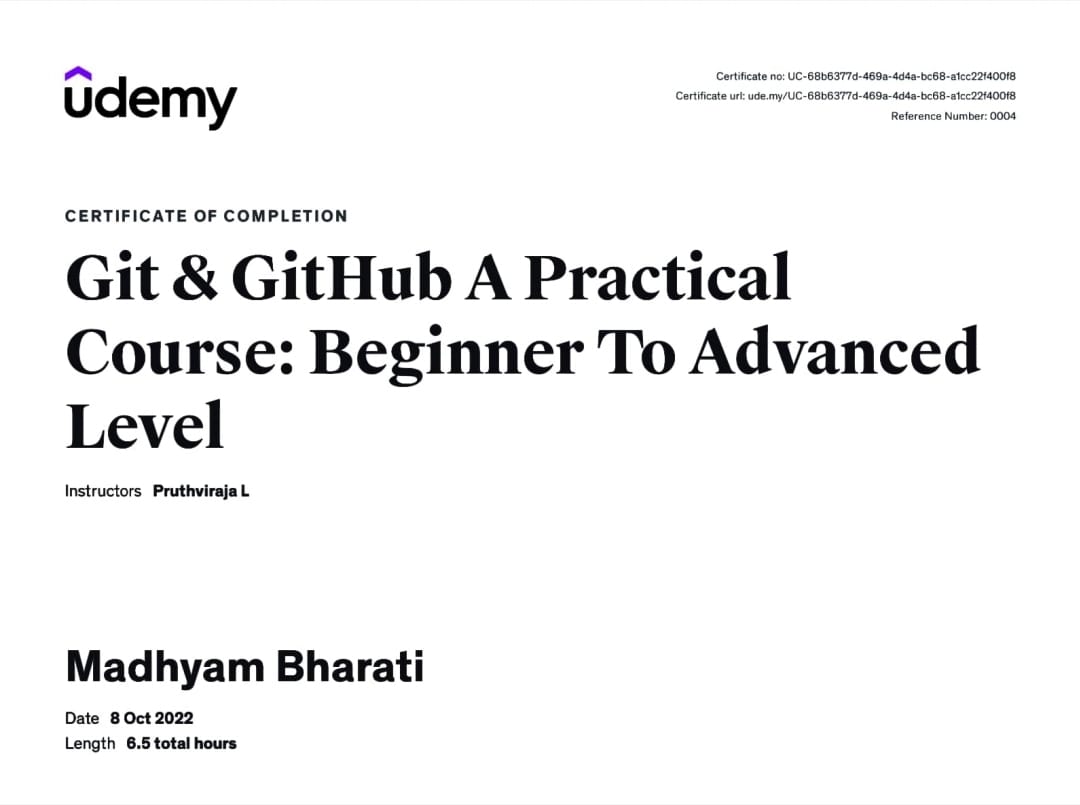 udemy
Certificate no: UC-68b6377d-469a-4d4a-bc68-a1cc22f400f8
Certificate url: ude.my/UC-68b6377d-469a-4d4a-bc68-a1cc22f400f8
Reference Number: 0004
CERTIFICATE OF COMPLETION
Git & GitHub A Practical
Course: Beginner To Advanced
Level
Instructors Pruthviraja L
Madhyam Bharati
Date 8 Oct 2022
Length 6.5 total hours